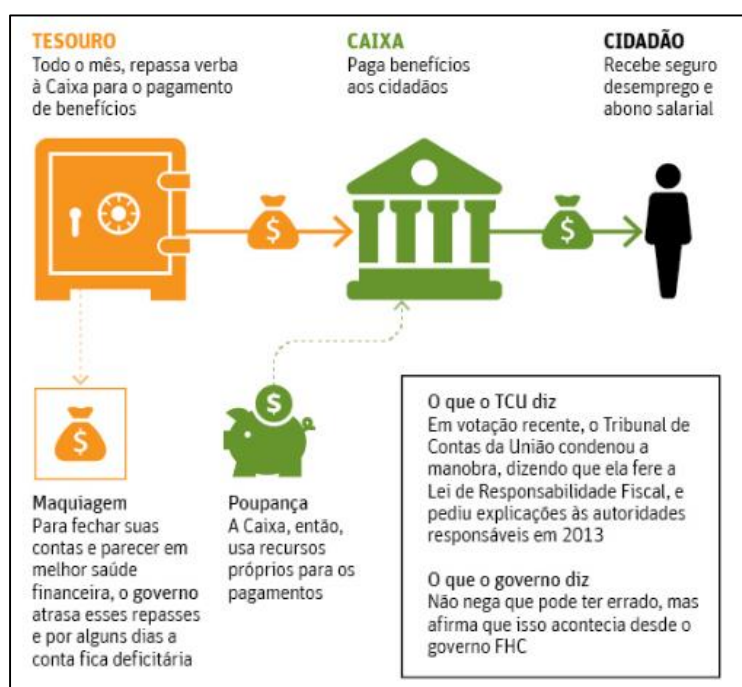 TESOURO
Todo o mês, repassa verba
à Caixa para o pagamento
de benefícios
CAIXA
Paga benefícios
aos cidadãos
CIDADÃO
Recebe seguro
desemprego e
abono salarial
$
$
$
$
Maquiagem
Para fechar suas
contas e parecer em
melhor saúde
financeira, o governo
atrasa esses repasses
e por alguns dias a
conta fica deficitária
Poupança
A Caixa, então,
usa recursos
próprios para os
pagamentos
O que o TCU diz
Em votação recente, o Tribunal de
Contas da União condenou a
manobra, dizendo que ela fere a
Lei de Responsabilidade Fiscal, e
pediu explicações às autoridades
responsáveis em 2013
O que o governo diz
Não nega que pode ter errado, mas
afirma que isso acontecia desde o
governo FHC